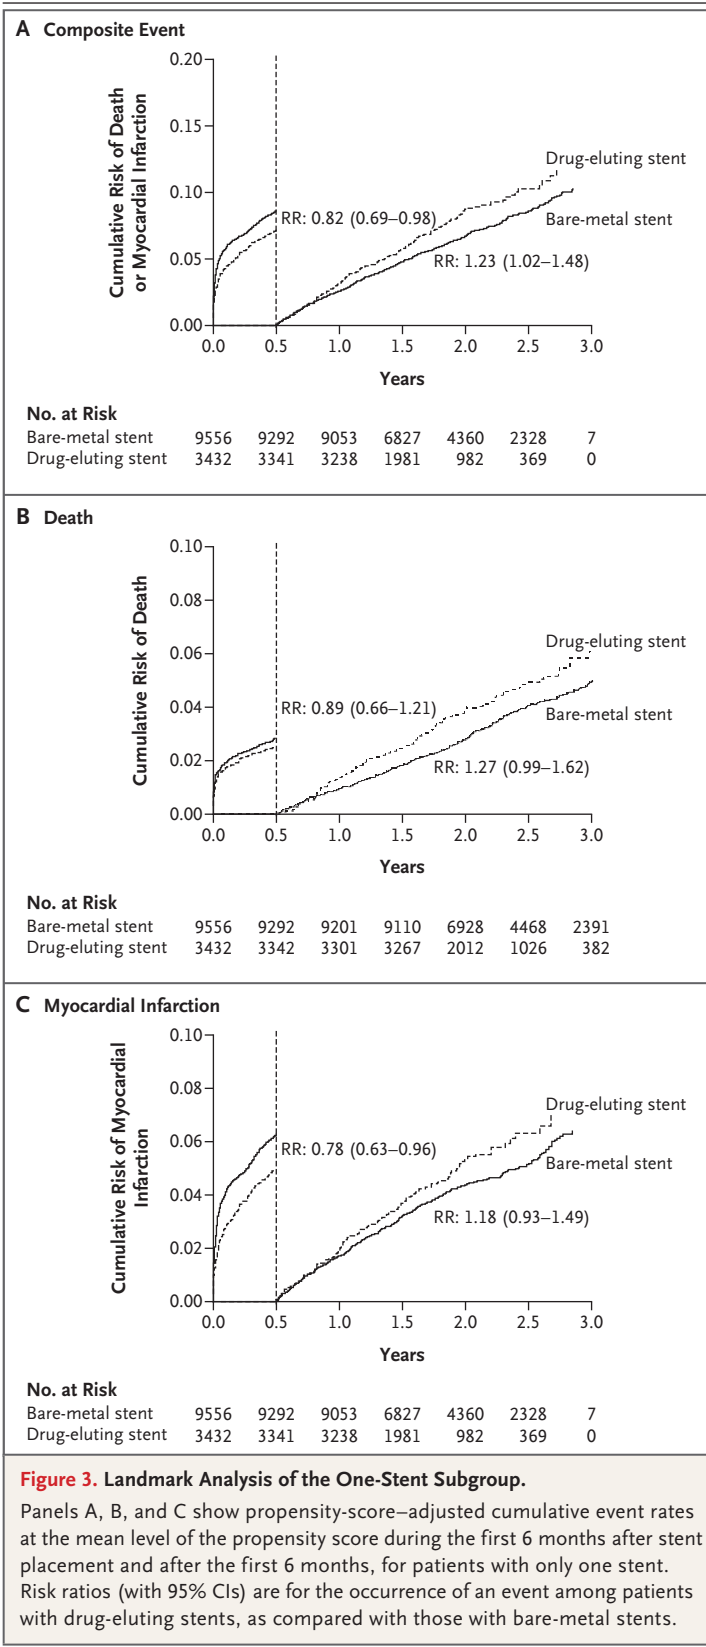 A Composite Event
Cumulative Risk of Death
or Myocardial Infarction
0.20
0.15
0.10
0.05
0.00
Drug-eluting stent
RR: 0.82 (0.69–0.98)
Bare-metal stent
RR: 1.23 (1.02–1.48)
0.0 0.5 1.0 1.5 2.0 2.5 3.0
Years
No. at Risk
Bare-metal stent 9556 9292 9053 6827 4360 2328 7
Drug-eluting stent 3432 3341 3238 1981 982 369 0
B Death
Cumulative Risk of Death
0.10
0.08
0.06
0.04
0.02
0.00
Drug-eluting stent
RR: 0.89 (0.66–1.21)
Bare-metal stent
RR: 1.27 (0.99–1.62)
0.0 0.5 1.0 1.5 2.0 2.5 3.0
Years
No. at Risk
Bare-metal stent 9556 9292 9201 9110 6928 4468 2391
Drug-eluting stent 3432 3342 3301 3267 2012 1026 382
C Myocardial Infarction
Cumulative Risk of Myocardial
Infarction
0.10
0.08
0.06
0.04
0.02
0.00
Drug-eluting stent
RR: 0.78 (0.63–0.96)
Bare-metal stent
RR: 1.18 (0.93–1.49)
0.0 0.5 1.0 1.5 2.0 2.5 3.0
Years
No. at Risk
Bare-metal stent 9556 9292 9053 6827 4360 2328 7
Drug-eluting stent 3432 3341 3238 1981 982 369 0
Figure 3. Landmark Analysis of the One-Stent Subgroup.
Panels A, B, and C show propensity-score–adjusted cumulative event rates
at the mean level of the propensity score during the first 6 months after stent
placement and after the first 6 months, for patients with only one stent.
Risk ratios (with 95% CIs) are for the occurrence of an event among patients
with drug-eluting stents, as compared with those with bare-metal stents.